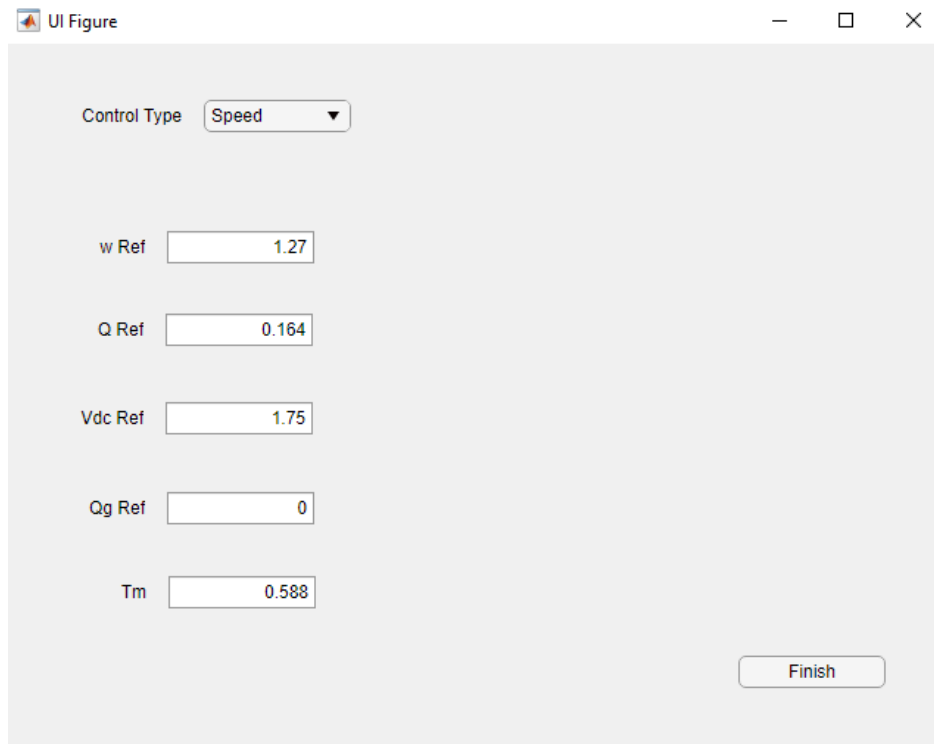 UI Figure
Control Type Speed
w Ref 1.27
Q Ref 0.164
Vdc Ref 1.75
Qg Ref 0
Tm 0.588
Finish